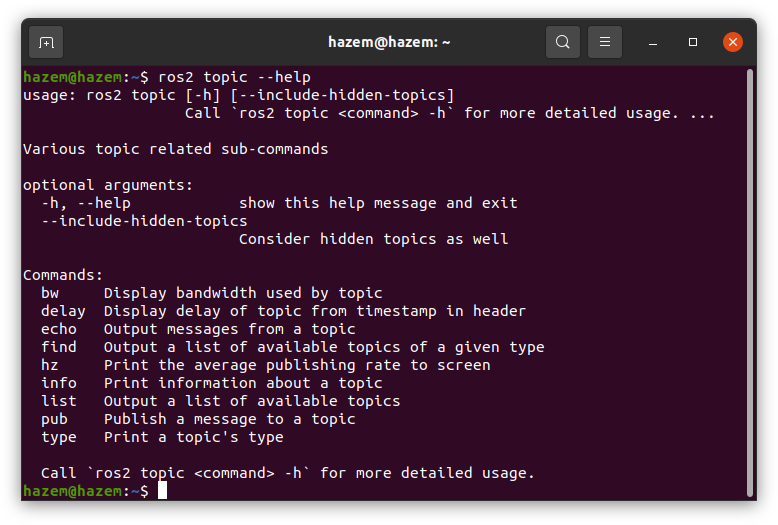 hazem@hazem: ~
hazem@hazem:~$ ros2 topic --help
usage: ros2 topic [-h] [--include-hidden-topics]
                  Call `ros2 topic <command> -h` for more detailed usage. ...

Various topic related sub-commands

optional arguments:
  -h, --help            show this help message and exit
  --include-hidden-topics
                        Consider hidden topics as well

Commands:
  bw     Display bandwidth used by topic
  delay  Display delay of topic from timestamp in header
  echo   Output messages from a topic
  find   Output a list of available topics of a given type
  hz     Print the average publishing rate to screen
  info   Print information about a topic
  list   Output a list of available topics
  pub    Publish a message to a topic
  type   Print a topic's type

  Call `ros2 topic <command> -h` for more detailed usage.
hazem@hazem:~$